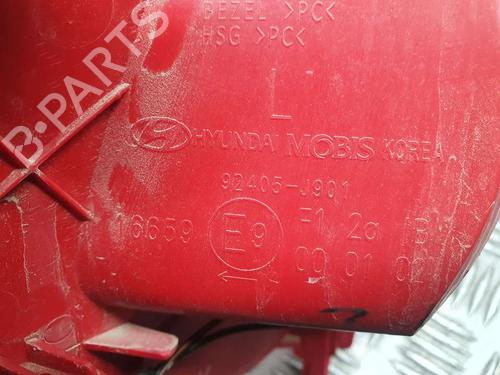 BEZEL >PC<
HSG >PC<
L
HYUNDAI MOBIS KOREA
92405-J901
16659 E9 F1 2a
00 01 02
B-PARTS